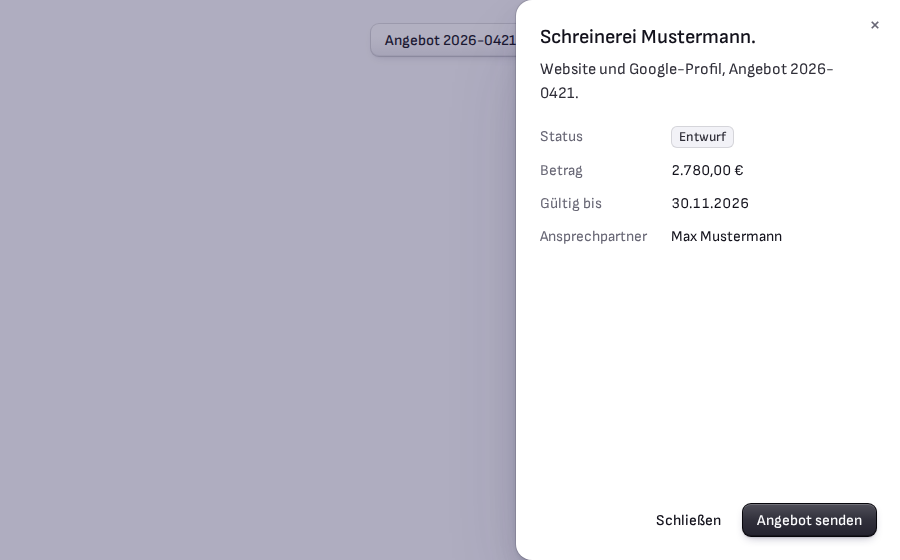 Angebot 2026-0421
Schreinerei Mustermann.
×
Website und Google-Profil, Angebot 2026-
0421.
Status Entwurf
Betrag 2.780,00 €
Gültig bis 30.11.2026
Ansprechpartner Max Mustermann
Schließen Angebot senden